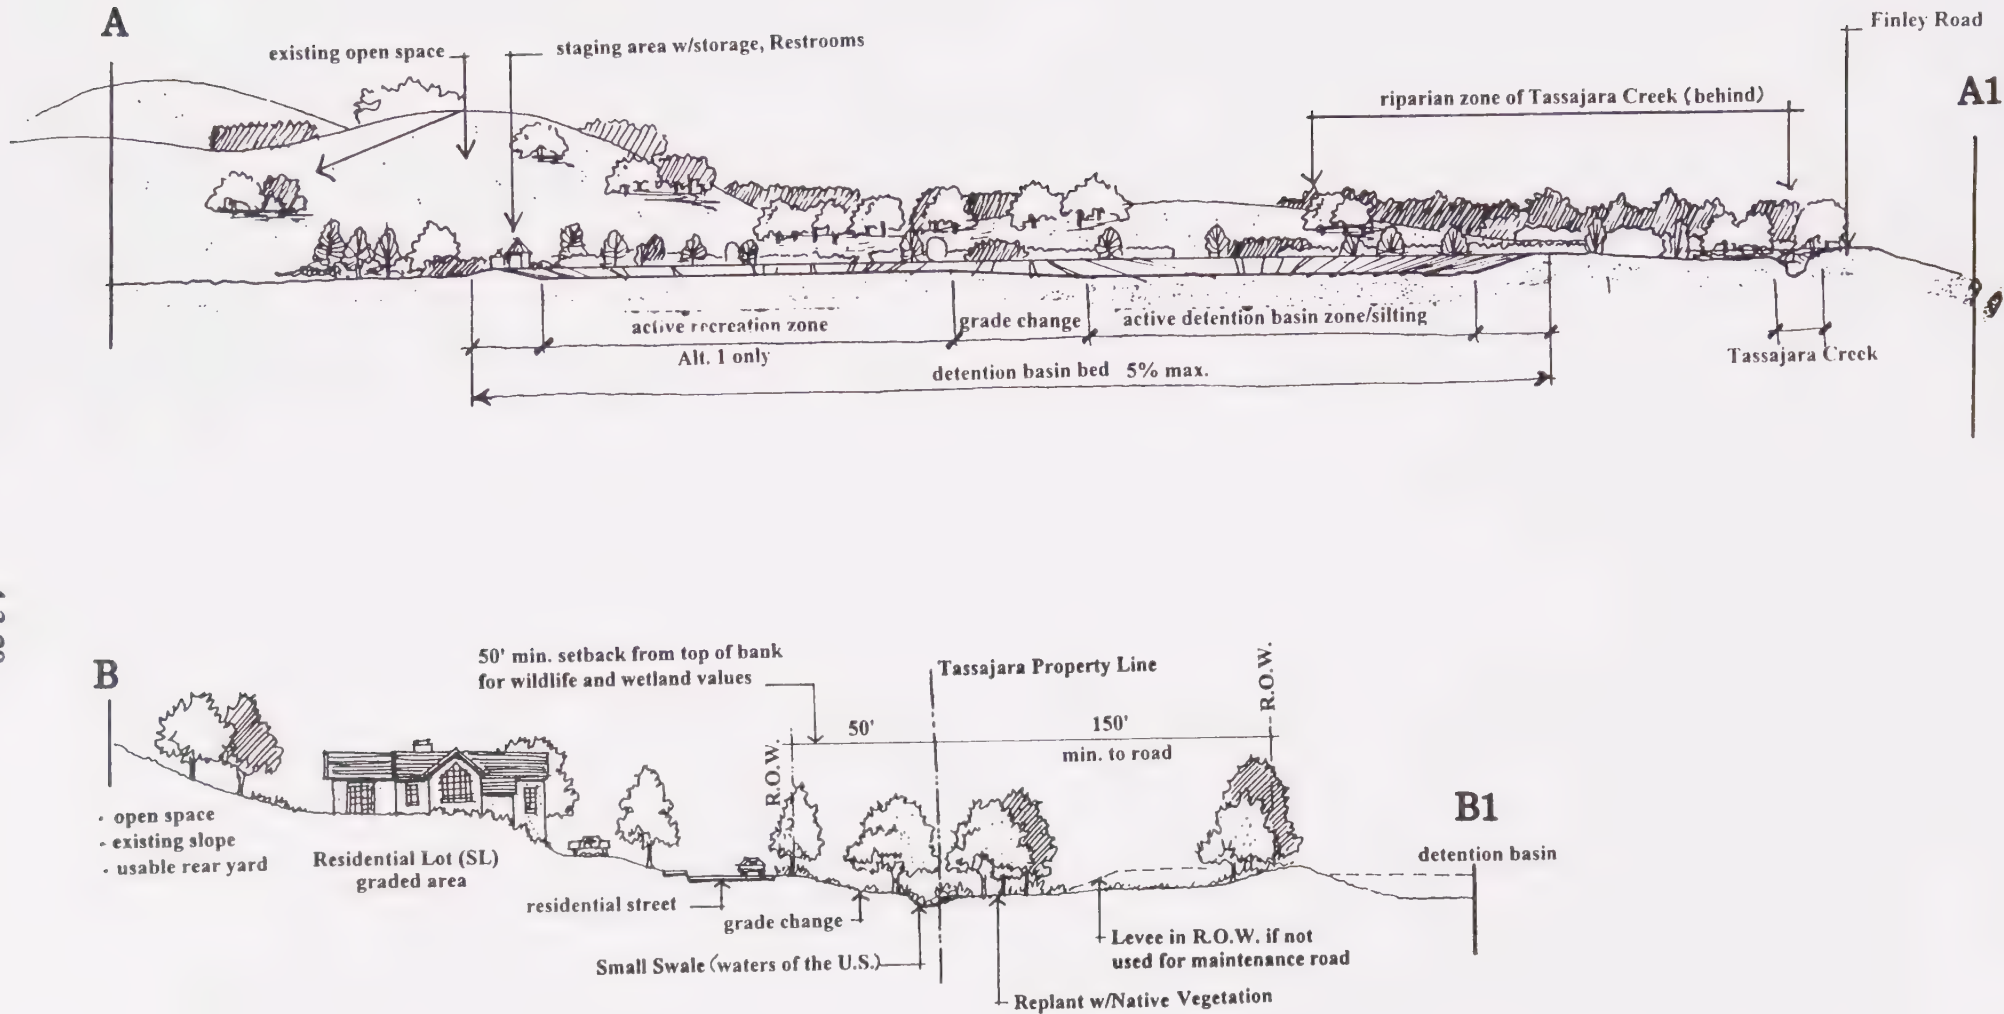 A
existing open space
staging area w/storage, Restrooms
Finley Road
riparian zone of Tassajara Creek (behind)
A1
active recreation zone
grade change
active detention basin zone/silting
Alt. 1 only
Tassajara Creek
detention basin bed 5% max.
B
50' min. setback from top of bank
for wildlife and wetland values
Tassajara Property Line
R.O.W.
50'
150'
min. to road
R.O.W.
B1
detention basin
· open space
· existing slope
· usable rear yard
Residential Lot (SL)
graded area
residential street
grade change
Small Swale (waters of the U.S.)
Levee in R.O.W. if not
used for maintenance road
Replant w/Native Vegetation